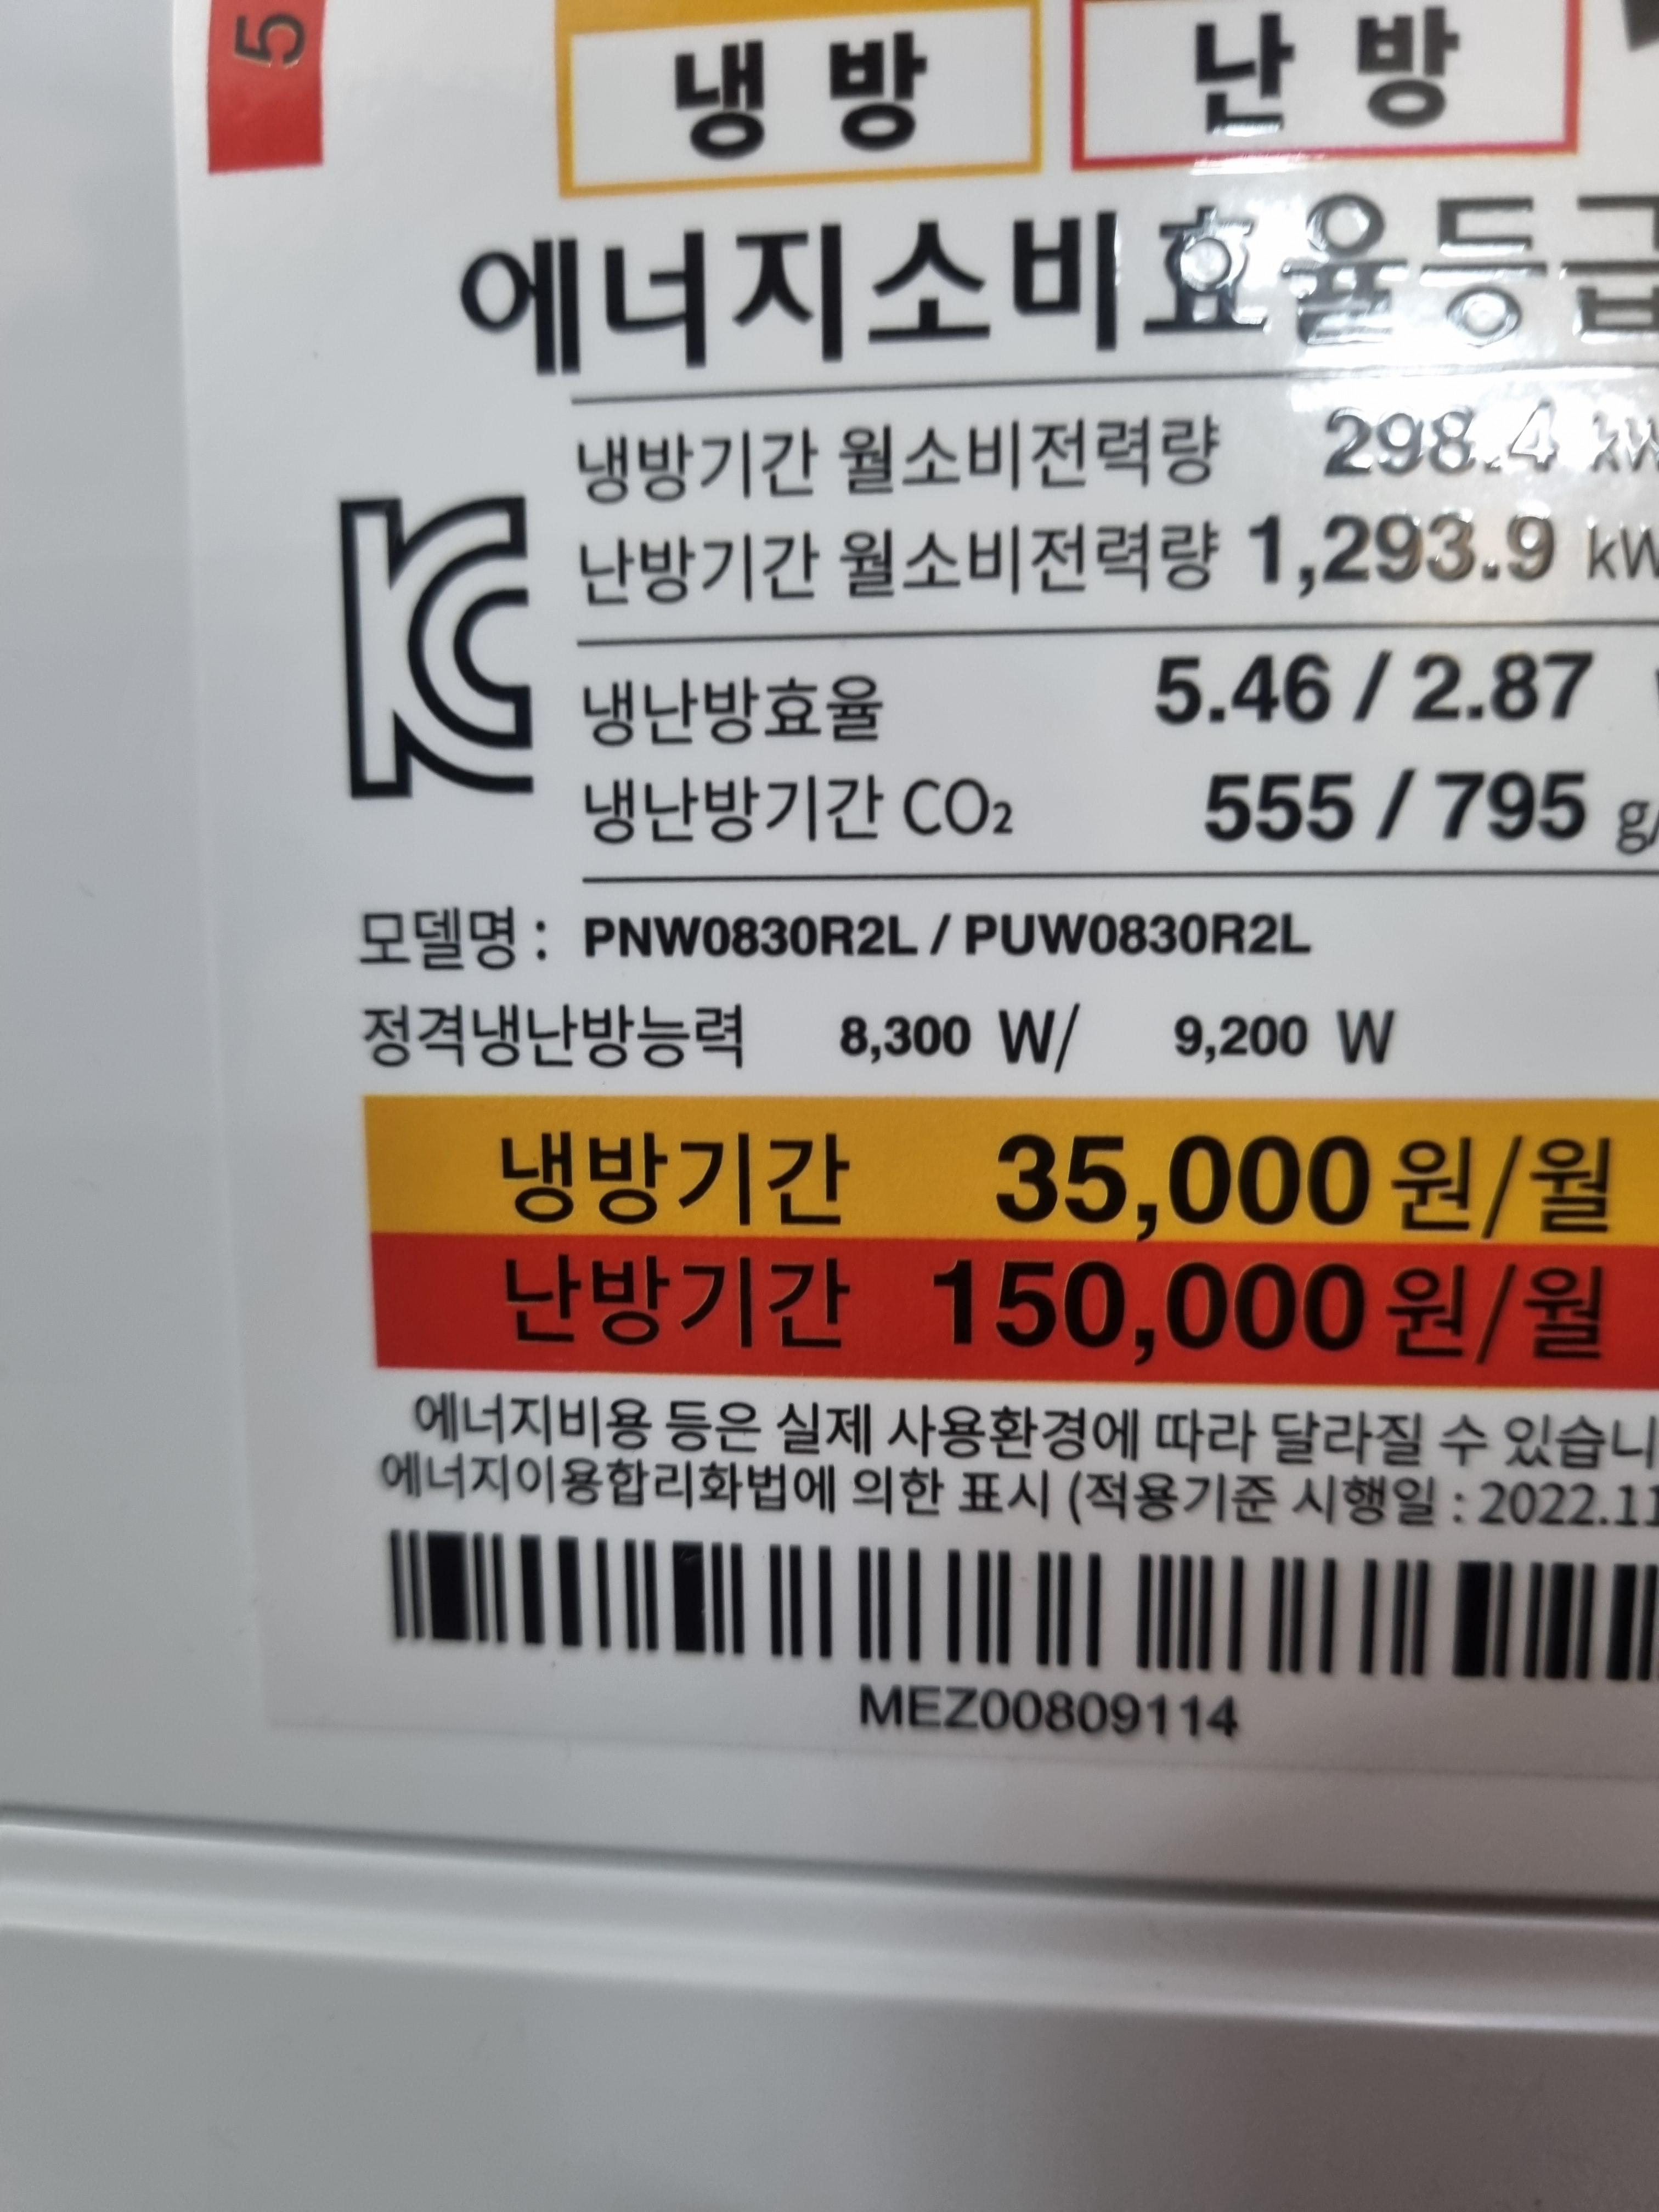 5
냉 방
난 방
에너지소비효율등급
냉방기간 월소비전력량 298.4
난방기간 월소비전력량 1,293.9
냉난방효율 5.46 / 2.87
냉난방기간 CO₂ 555 / 795 g/
모델명 : PNW0830R2L / PUW0830R2L
정격냉난방능력 8,300 W/ 9,200 W
냉방기간 35,000원/월
난방기간 150,000원/월
에너지비용 등은 실제 사용환경에 따라 달라질 수 있습니
에너지이용합리화법에 의한 표시 (적용기준 시행일 : 2022.11
MEZ00809114